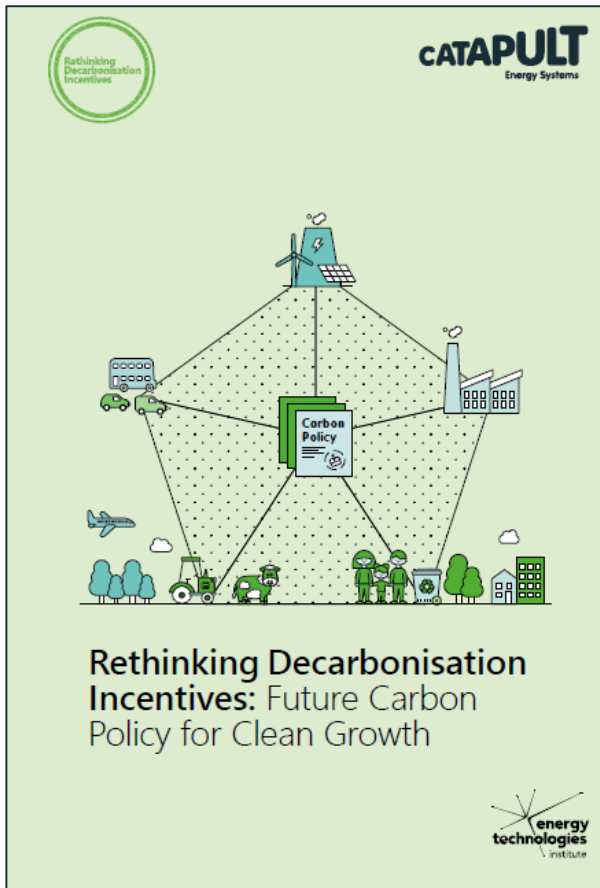 Rethinking
Decarbonisation
Incentives
CATAPULT
Energy Systems
Carbon
Policy
Rethinking Decarbonisation
Incentives: Future Carbon
Policy for Clean Growth
energy
technologies
institute